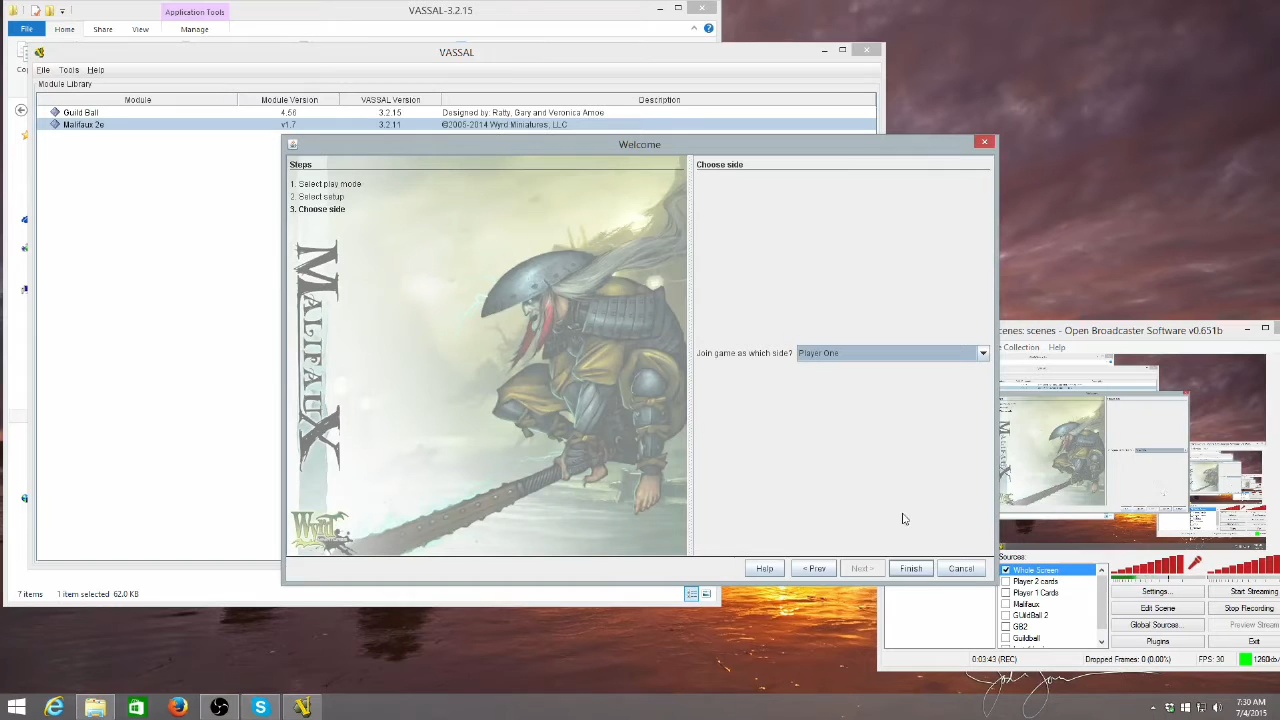 Application Tools
VASSAL-3.2.15
File
Home
Share
View
Manage
VASSAL
File Tools Help
Module Library
Module
Module Version
VASSAL Version
Description
Guild Ball
4.56
3.2.15
Designed by: Ratty, Gary and Veronica Amoe
Malifaux 2e
v1.7
3.2.11
©2005-2014 Wyrd Miniatures, LLC
Welcome
Steps
1. Select play mode
2. Select setup
3. Choose side
MALIFAUX
Wyrd
Choose side
Join game as which side?
Player One
Help
< Prev
Next >
Finish
Cancel
7 items
1 item selected 62.0 KB
cenes: scenes - Open Broadcaster Software v0.651b
e Collection
Help
Sources:
Whole Screen
Player 2 cards
Player 1 Cards
Malifaux
GUildBall 2
GB2
Guildball
Settings...
Start Streaming
Edit Scene
Stop Recording
Global Sources...
Preview Stream
Plugins
Exit
0:03:43 (REC)
Dropped Frames: 0 (0.00%)
FPS: 30
1260kb/
7:30 AM
7/4/2015